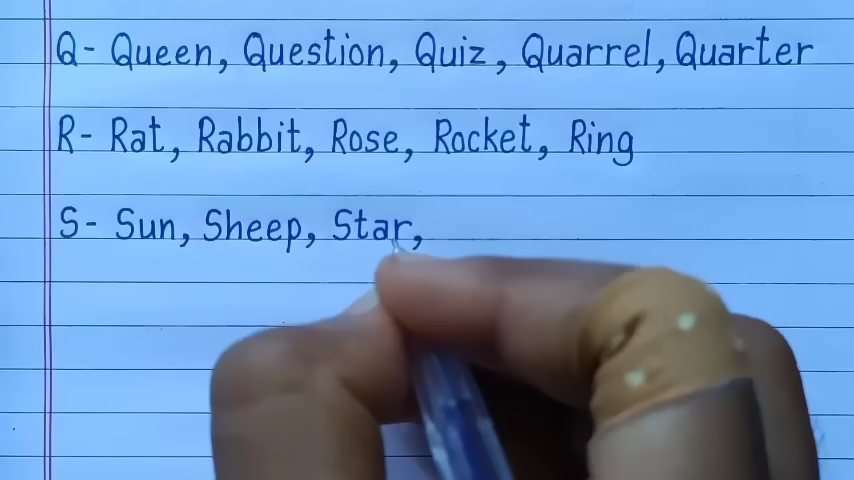 Q- Queen, Question, Quiz, Quarrel, Quarter
R- Rat, Rabbit, Rose, Rocket, Ring
S- Sun, Sheep, Star,